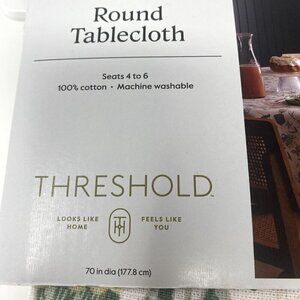 Round
Tablecloth
Seats 4 to 6
100% cotton • Machine washable
THRESHOLD™
LOOKS LIKE
HOME
FEELS LIKE
YOU
70 in dia (177.8 cm)